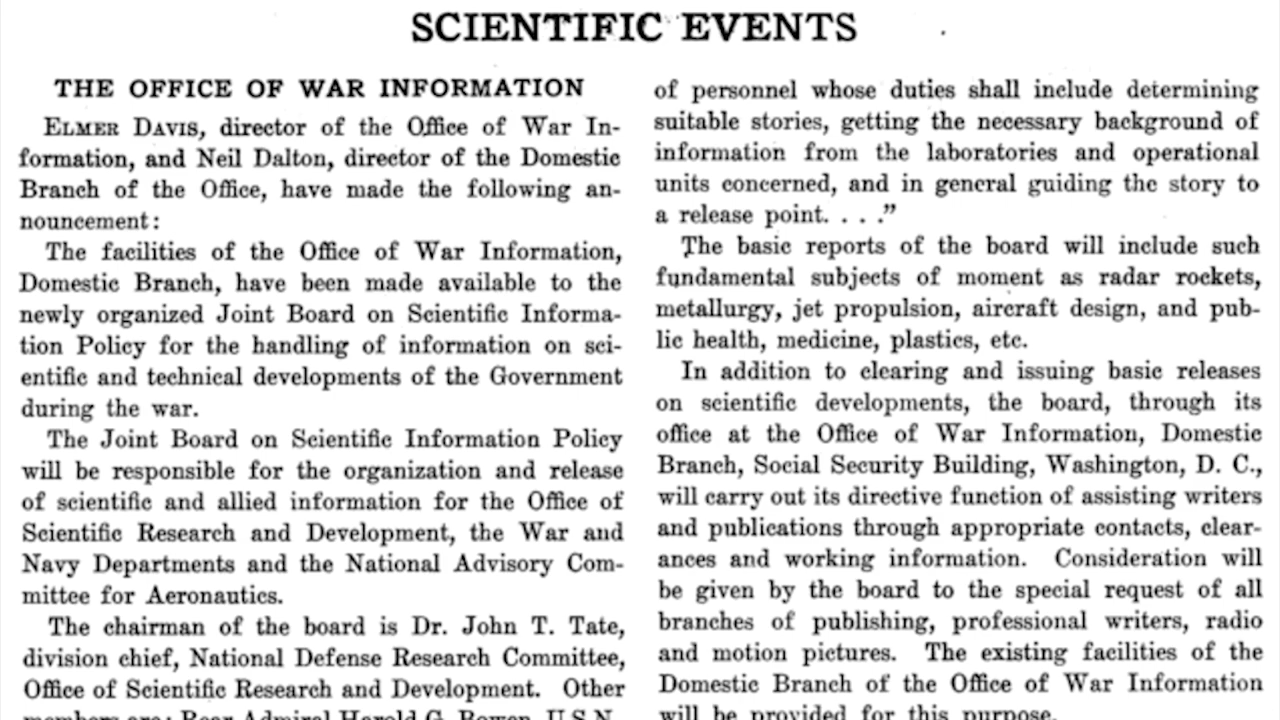 SCIENTIFIC EVENTS
THE OFFICE OF WAR INFORMATION
ELMER DAVIS, director of the Office of War In-
formation, and Neil Dalton, director of the Domestic
Branch of the Office, have made the following an-
nouncement:
The facilities of the Office of War Information,
Domestic Branch, have been made available to the
newly organized Joint Board on Scientific Informa-
tion Policy for the handling of information on sci-
entific and technical developments of the Government
during the war.
The Joint Board on Scientific Information Policy
will be responsible for the organization and release
of scientific and allied information for the Office of
Scientific Research and Development, the War and
Navy Departments and the National Advisory Com-
mittee for Aeronautics.
The chairman of the board is Dr. John T. Tate,
division chief, National Defense Research Committee,
Office of Scientific Research and Development. Other
members are: Rear Admiral Harold G. Bowen, U.S.N.,
of personnel whose duties shall include determining
suitable stories, getting the necessary background of
information from the laboratories and operational
units concerned, and in general guiding the story to
a release point. . . ."
The basic reports of the board will include such
fundamental subjects of moment as radar rockets,
metallurgy, jet propulsion, aircraft design, and pub-
lic health, medicine, plastics, etc.
In addition to clearing and issuing basic releases
on scientific developments, the board, through its
office at the Office of War Information, Domestic
Branch, Social Security Building, Washington, D. C.,
will carry out its directive function of assisting writers
and publications through appropriate contacts, clear-
ances and working information. Consideration will
be given by the board to the special request of all
branches of publishing, professional writers, radio
and motion pictures. The existing facilities of the
Domestic Branch of the Office of War Information
will be provided for this purpose.